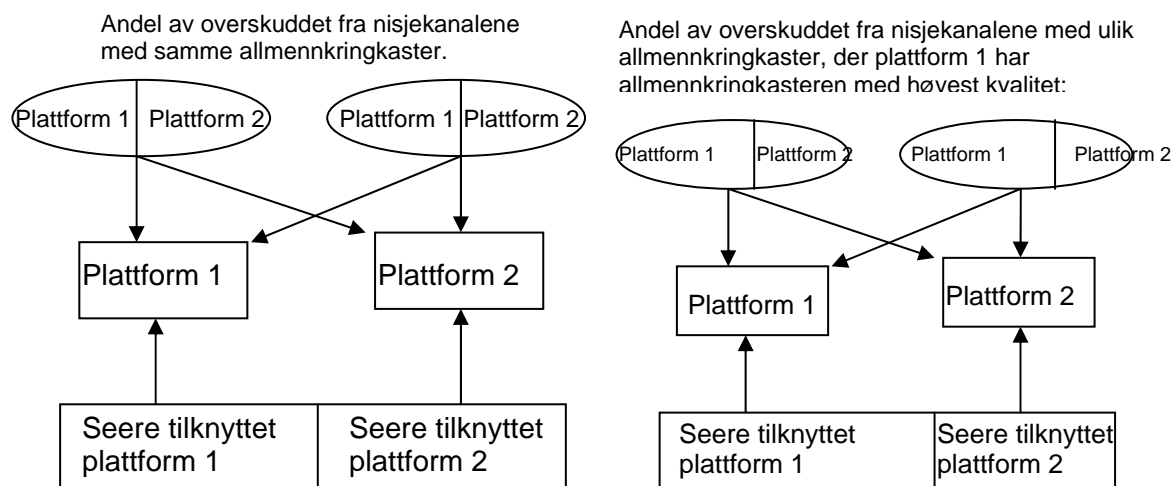 Andel av overskuddet fra nisjekanalene
med samme allmennkringkaster.
Plattform 1 Plattform 2
Plattform 1 Plattform 2
Plattform 1
Plattform 2
Seere tilknyttet
plattform 1
Seere tilknyttet
plattform 2
Andel av overskuddet fra nisjekanalene med ulik
allmennkringkaster, der plattform 1 har
allmennkringkasteren med høyest kvalitet:
Plattform 1 Plattform 2
Plattform 1 Plattform 2
Plattform 1
Plattform 2
Seere tilknyttet
plattform 1
Seere tilknyttet
plattform 2